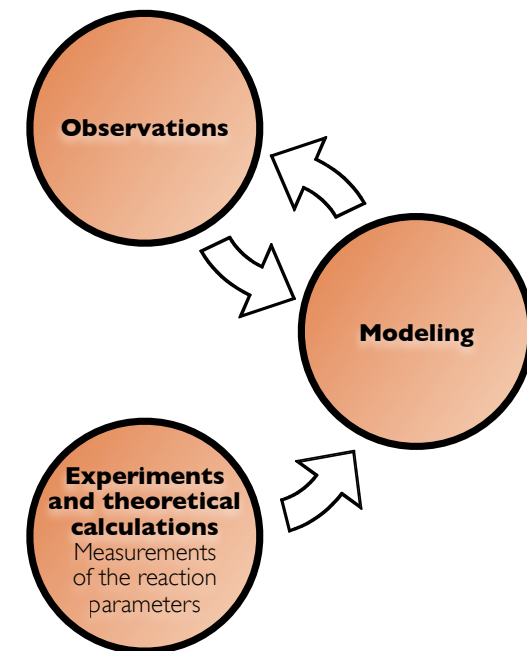 Observations
Modeling
Experiments
and theoretical
calculations
Measurements
of the reaction
parameters